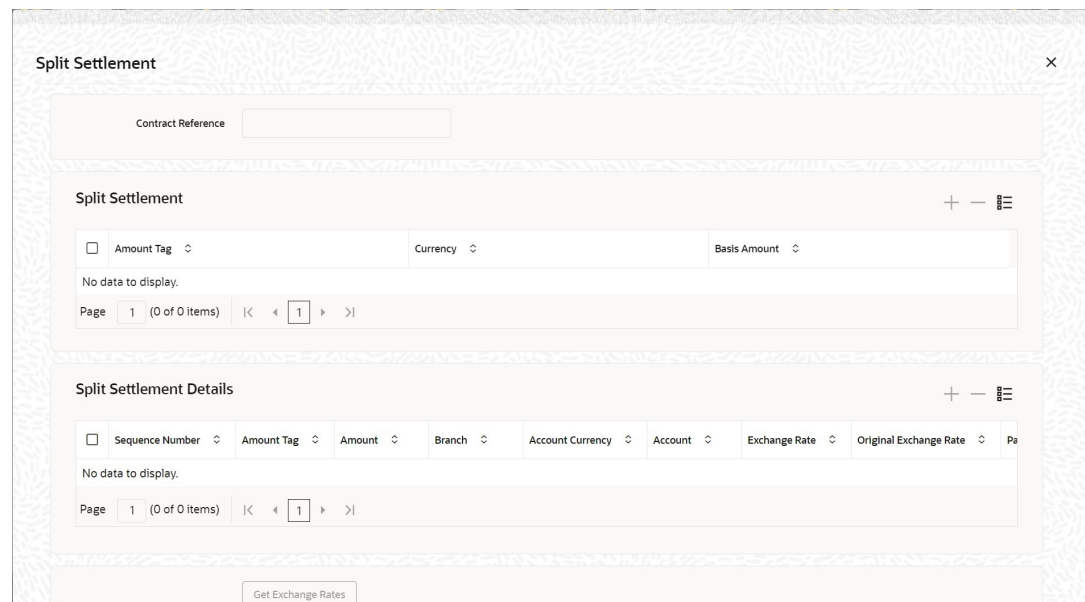 Split Settlement
Contract Reference
Split Settlement
Amount Tag Currency Basis Amount
No data to display.
Page 1 (0 of 0 items) 1
Split Settlement Details
Sequence Number Amount Tag Amount Branch Account Currency Account Exchange Rate Original Exchange Rate Pa
No data to display.
Page 1 (0 of 0 items) 1
Get Exchange Rates